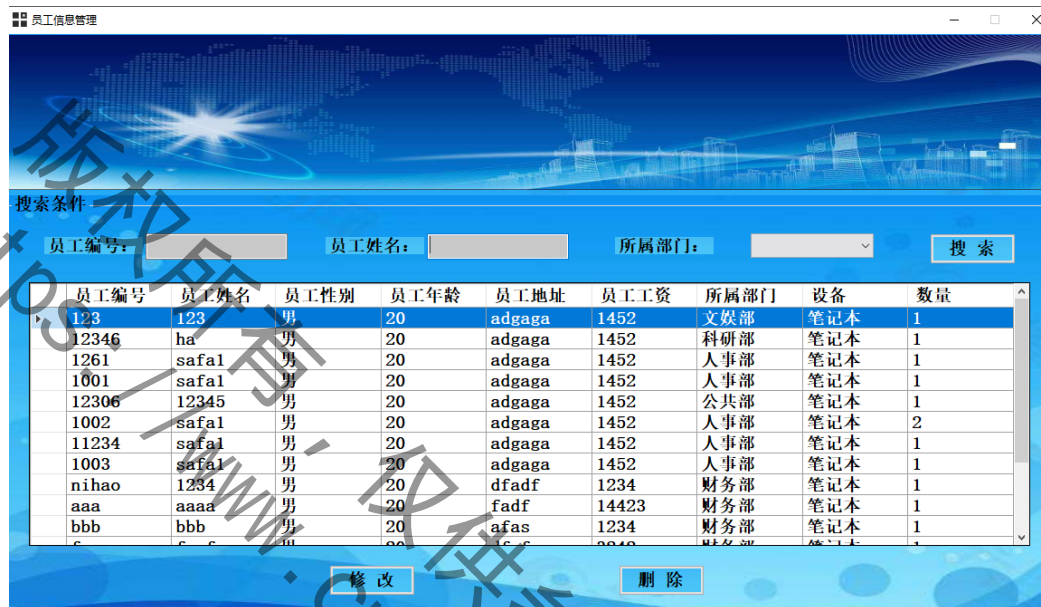 员工信息管理
搜索条件
员工编号： 员工姓名： 所属部门： 搜 索
员工编号 员工姓名 员工性别 员工年龄 员工地址 员工工资 所属部门 设备 数量
123 123 男 20 adgaga 1452 文娱部 笔记本 1
12346 ha 男 20 adgaga 1452 科研部 笔记本 1
1261 safa1 男 20 adgaga 1452 人事部 笔记本 1
1001 safa1 男 20 adgaga 1452 人事部 笔记本 1
12306 12345 男 20 adgaga 1452 公共部 笔记本 1
1002 safa1 男 20 adgaga 1452 人事部 笔记本 2
11234 safa1 男 20 adgaga 1452 人事部 笔记本 1
1003 safa1 男 20 adgaga 1452 人事部 笔记本 1
nihao 1234 男 20 dfadf 1234 财务部 笔记本 1
aaa aaaa 男 20 fadf 14423 财务部 笔记本 1
bbb bbb 男 20 afas 1234 财务部 笔记本 1
修 改 删 除
版权所有，仅供
tps://www.c